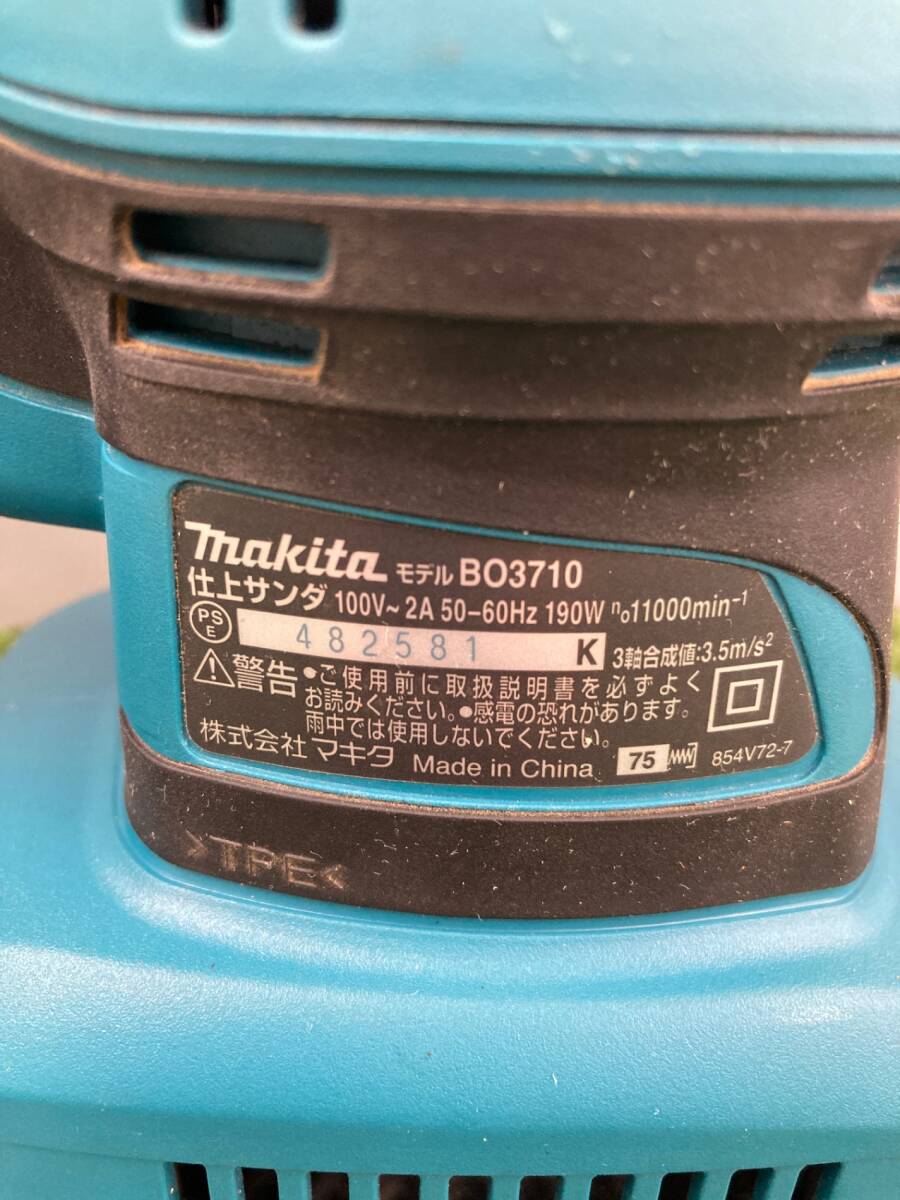 makita モデル BO3710
仕上サンダ 100V~ 2A 50-60Hz 190W n₀11000min⁻¹
PS E
482581 K 3軸合成値:3.5m/s²
警告 ●ご使用前に取扱説明書を必ずよく
お読みください。●感電の恐れがあります。
雨中では使用しないでください。
株式会社 マキタ Made in China 75 854V72-7
>TPE<